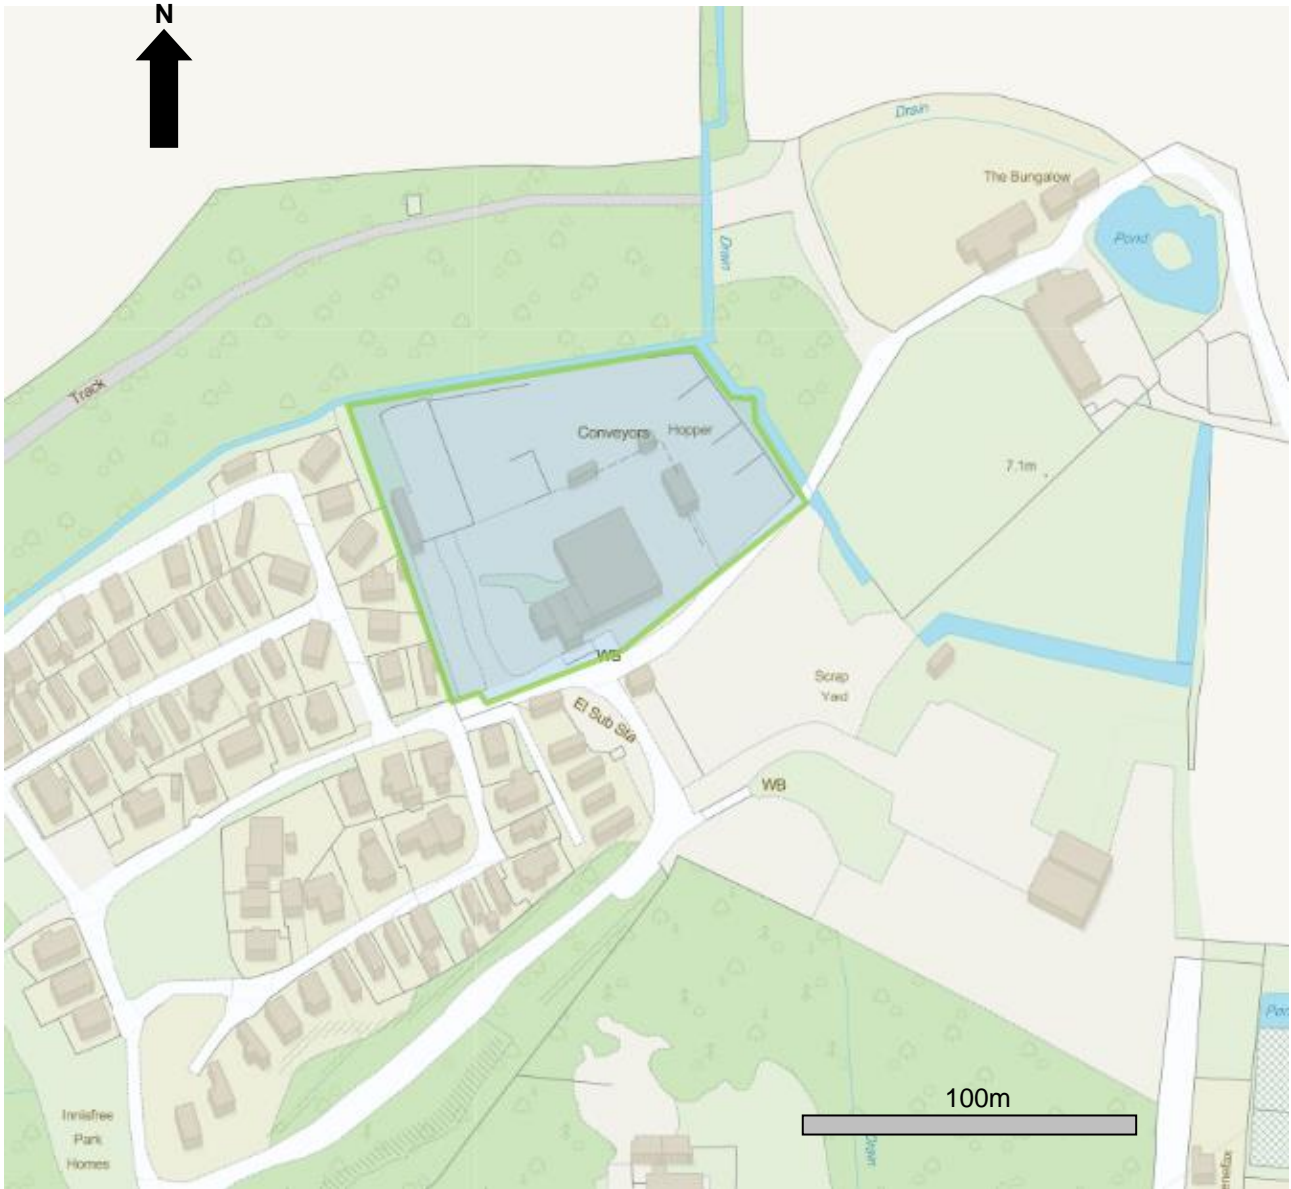 N
Drain
The Bungalow
Drain
Pond
Track
Conveyors
Hopper
7.1m
WB
El Sub Sta
Scrap
Yard
WB
100m
Innisfree
Park
Homes
Drain